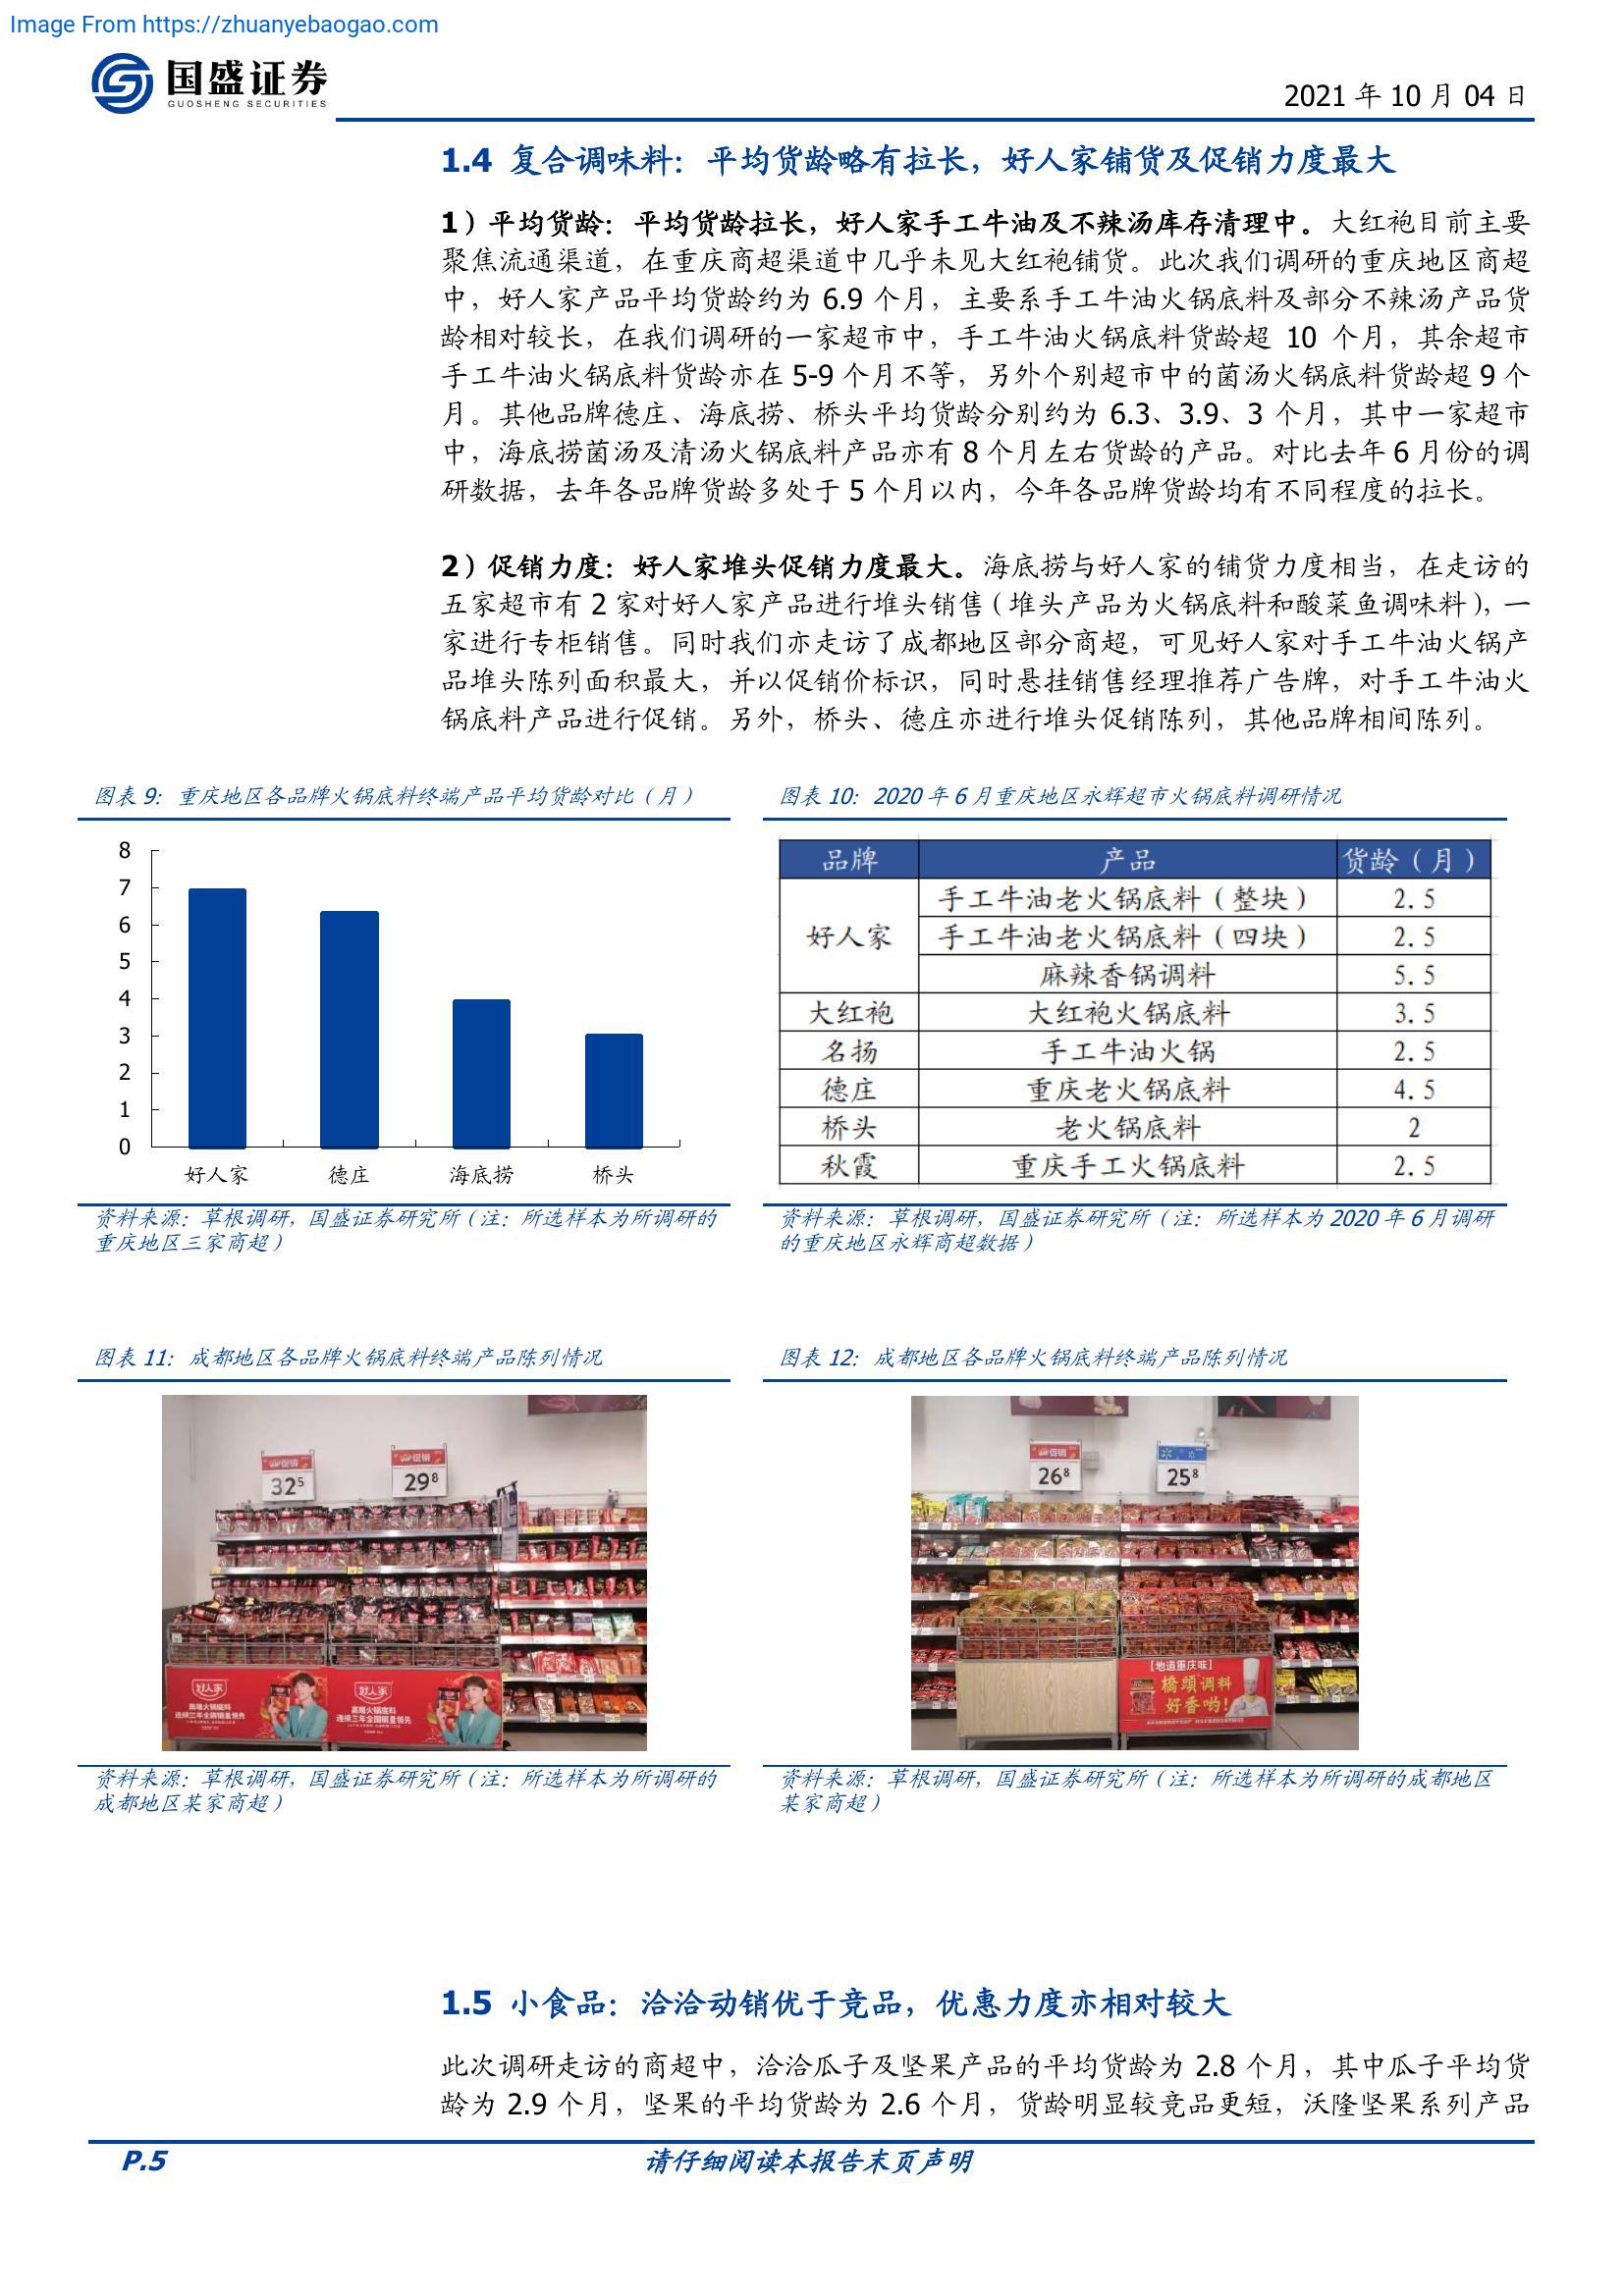 Image From https://zhuanyebaogao.com
国盛证券
GUOSHENG SECURITIES
2021 年 10 月 04 日
1.4 复合调味料：平均货龄略有拉长，好人家铺货及促销力度最大
1）平均货龄：平均货龄拉长，好人家手工牛油及不辣汤库存清理中。大红袍目前主要
聚焦流通渠道，在重庆商超渠道中几乎未见大红袍铺货。此次我们调研的重庆地区商超
中，好人家产品平均货龄约为 6.9 个月，主要系手工牛油火锅底料及部分不辣汤产品货
龄相对较长，在我们调研的一家超市中，手工牛油火锅底料货龄超 10 个月，其余超市
手工牛油火锅底料货龄亦在 5-9 个月不等，另外个别超市中的菌汤火锅底料货龄超 9 个
月。其他品牌德庄、海底捞、桥头平均货龄分别约为 6.3、3.9、3 个月，其中一家超市
中，海底捞菌汤及清汤火锅底料产品亦有 8 个月左右货龄的产品。对比去年 6 月份的调
研数据，去年各品牌货龄多处于 5 个月以内，今年各品牌货龄均有不同程度的拉长。
2）促销力度：好人家堆头促销力度最大。海底捞与好人家的铺货力度相当，在走访的
五家超市有 2 家对好人家产品进行堆头销售（堆头产品为火锅底料和酸菜鱼调味料），一
家进行专柜销售。同时我们亦走访了成都地区部分商超，可见好人家对手工牛油火锅产
品堆头陈列面积最大，并以促销价标识，同时悬挂销售经理推荐广告牌，对手工牛油火
锅底料产品进行促销。另外，桥头、德庄亦进行堆头促销陈列，其他品牌相间陈列。
图表 9：重庆地区各品牌火锅底料终端产品平均货龄对比（月）
8
7
6
5
4
3
2
1
0
好人家 德庄 海底捞 桥头
资料来源：草根调研，国盛证券研究所（注：所选样本为所调研的
重庆地区三家商超）
图表 10：2020 年 6 月重庆地区永辉超市火锅底料调研情况
品牌 产品 货龄（月）
好人家 手工牛油老火锅底料（整块） 2.5
手工牛油老火锅底料（四块） 2.5
麻辣香锅调料 5.5
大红袍 大红袍火锅底料 3.5
名扬 手工牛油火锅 2.5
德庄 重庆老火锅底料 4.5
桥头 老火锅底料 2
秋霞 重庆手工火锅底料 2.5
资料来源：草根调研，国盛证券研究所（注：所选样本为 2020 年 6 月调研
的重庆地区永辉商超数据）
图表 11：成都地区各品牌火锅底料终端产品陈列情况
促销 促销
32⁵ 29⁸
好人家 好人家
连续三年全国销量领先 连续三年全国销量领先
资料来源：草根调研，国盛证券研究所（注：所选样本为所调研的
成都地区某家商超）
图表 12：成都地区各品牌火锅底料终端产品陈列情况
促销
26⁸ 25⁸
【地道重庆味】
橋頭调料
好香哟！
资料来源：草根调研，国盛证券研究所（注：所选样本为所调研的成都地区
某家商超）
1.5 小食品：洽洽动销优于竞品，优惠力度亦相对较大
此次调研走访的商超中，洽洽瓜子及坚果产品的平均货龄为 2.8 个月，其中瓜子平均货
龄为 2.9 个月，坚果的平均货龄为 2.6 个月，货龄明显较竞品更短，沃隆坚果系列产品
P.5
请仔细阅读本报告末页声明